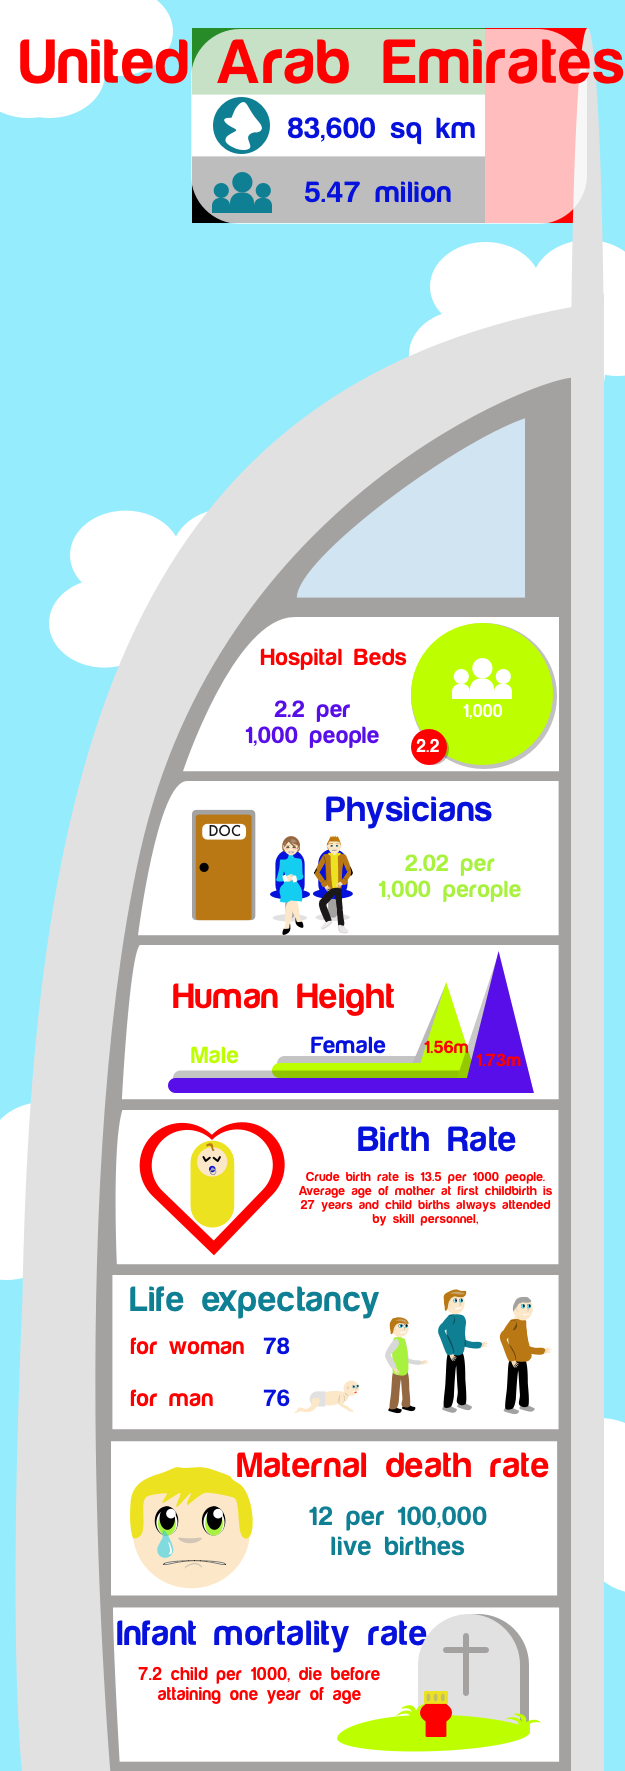 United Arab Emirates
83,600 sq km
5.47 milion
Hospital Beds
2.2 per
1,000 people
1,000
2.2
Physicians
DOC
2.02 per
1,000 perople
Human Height
Male
Female
1.56m
1.73m
Birth Rate
Crude birth rate is 13.5 per 1000 people.
Average age of mother at first childbirth is
27 years and child births always attended
by skill personnel,
Life expectancy
for woman 78
for man 76
Maternal death rate
12 per 100,000
live birthes
Infant mortality rate
7.2 child per 1000, die before
attaining one year of age